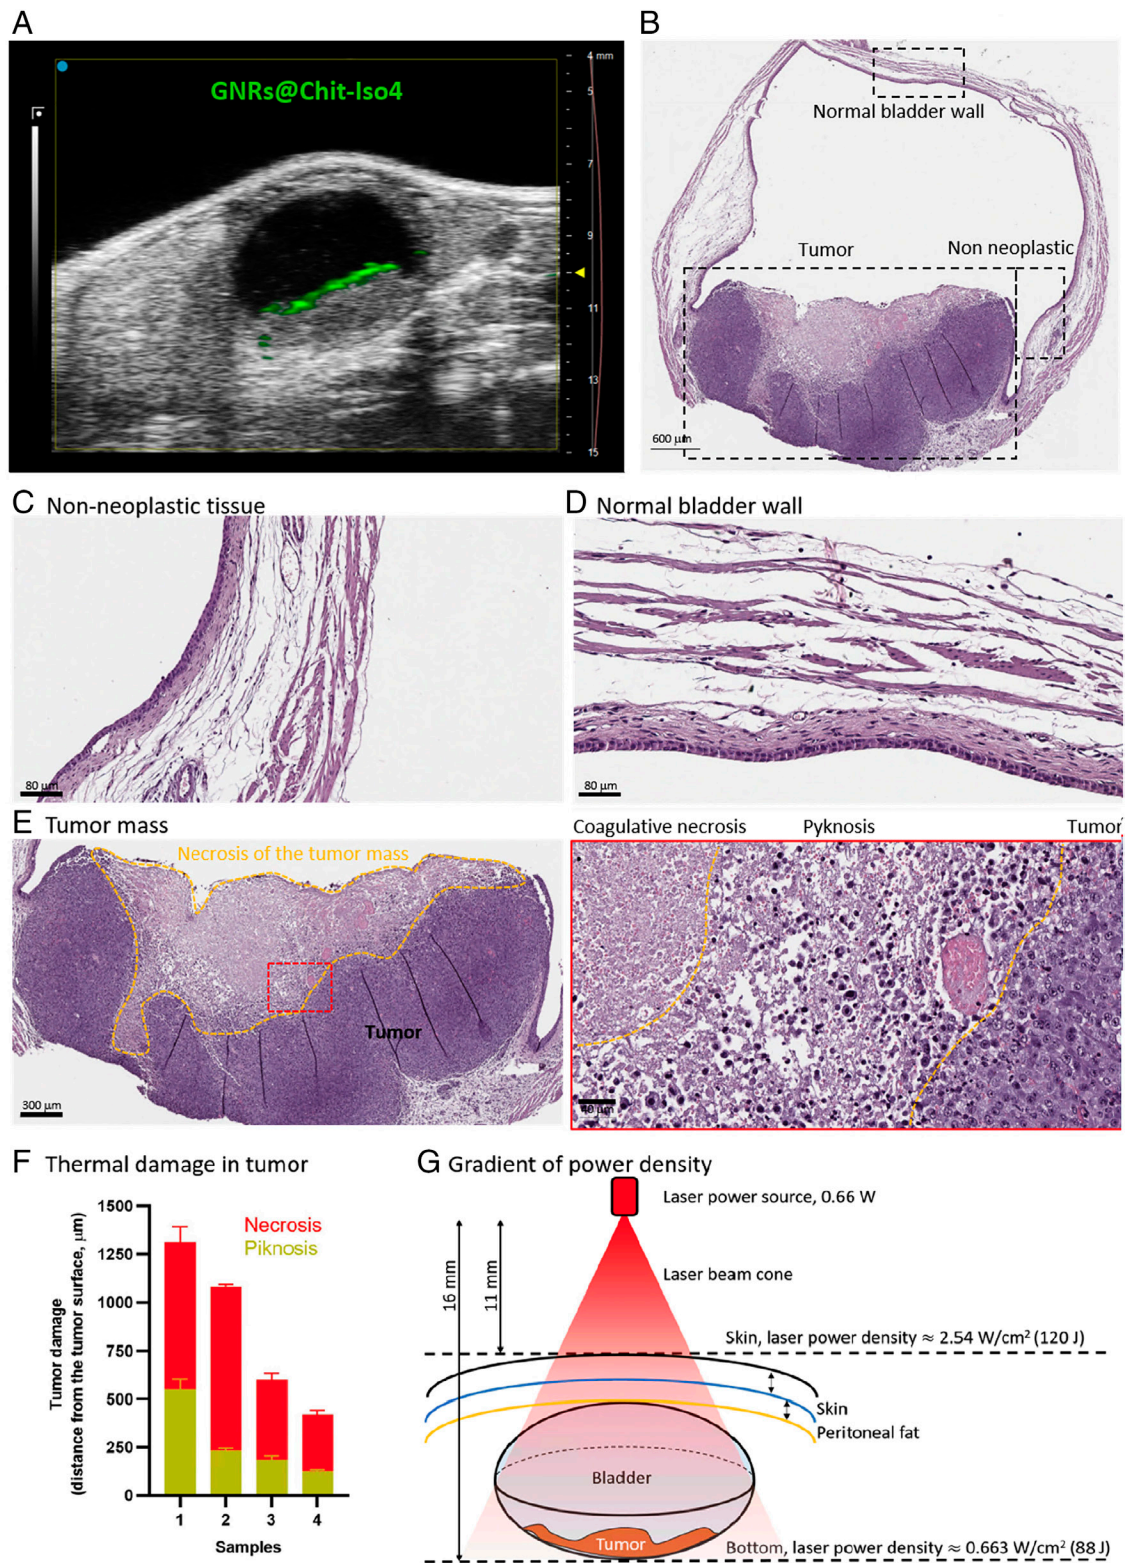 A
GNRs@Chit-Iso4
4 mm
5
7
9
11
13
15
B
Normal bladder wall
Tumor
Non neoplastic
600 µm
C Non-neoplastic tissue
80 µm
D Normal bladder wall
80 µm
E Tumor mass
Necrosis of the tumor mass
Tumor
300 µm
Coagulative necrosis Pyknosis Tumor
40 µm
F Thermal damage in tumor
Tumor damage
(distance from the tumor surface, µm)
1500
1250
1000
750
500
250
0
Necrosis
Piknosis
1 2 3 4
Samples
G Gradient of power density
Laser power source, 0.66 W
Laser beam cone
16 mm
11 mm
Skin, laser power density ≈ 2.54 W/cm² (120 J)
Skin
Peritoneal fat
Bladder
Tumor
Bottom, laser power density ≈ 0.663 W/cm² (88 J)